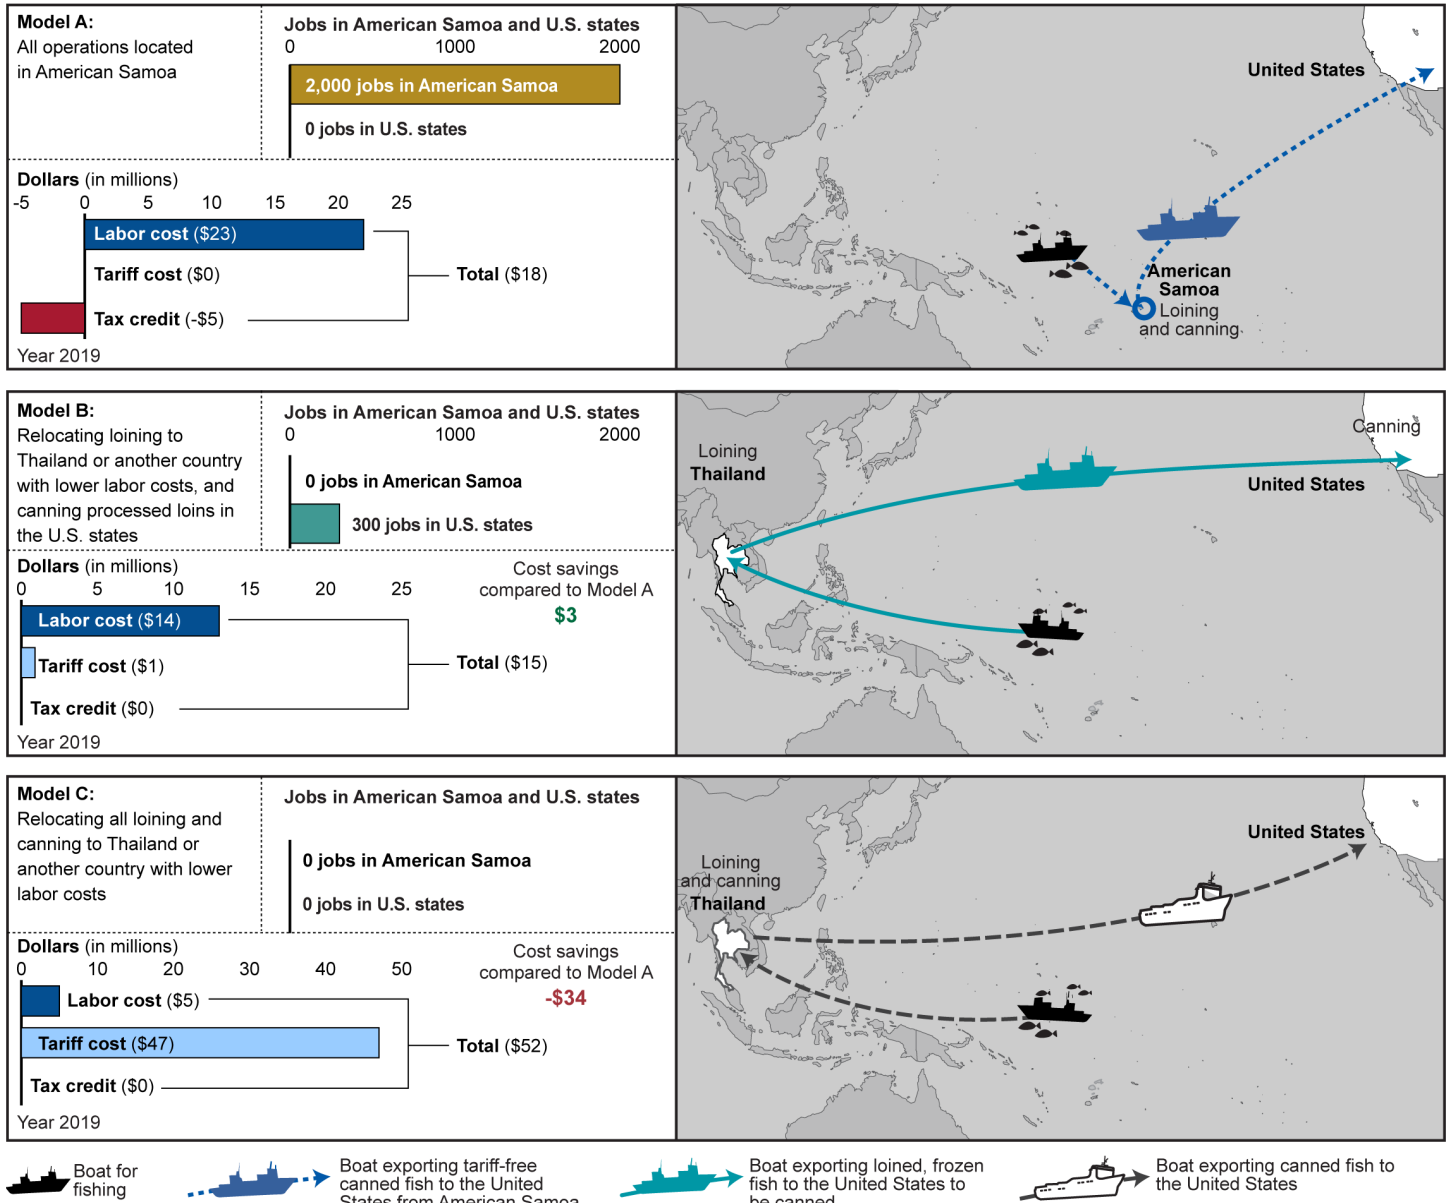 Model A:
All operations located
in American Samoa
Jobs in American Samoa and U.S. states
0 1000 2000
2,000 jobs in American Samoa
0 jobs in U.S. states
Dollars (in millions)
-5 0 5 10 15 20 25
Labor cost ($23)
Tariff cost ($0)
Tax credit (-$5)
Total ($18)
Year 2019
United States
American
Samoa
Loining
and canning
Model B:
Relocating loining to
Thailand or another country
with lower labor costs, and
canning processed loins in
the U.S. states
Jobs in American Samoa and U.S. states
0 1000 2000
0 jobs in American Samoa
300 jobs in U.S. states
Dollars (in millions)
0 5 10 15 20 25
Labor cost ($14)
Tariff cost ($1)
Tax credit ($0)
Total ($15)
Cost savings
compared to Model A
$3
Year 2019
Loining
Thailand
Canning
United States
Model C:
Relocating all loining and
canning to Thailand or
another country with lower
labor costs
Jobs in American Samoa and U.S. states
0 jobs in American Samoa
0 jobs in U.S. states
Dollars (in millions)
0 10 20 30 40 50
Labor cost ($5)
Tariff cost ($47)
Tax credit ($0)
Total ($52)
Cost savings
compared to Model A
-$34
Year 2019
Loining
and canning
Thailand
United States
Boat for
fishing
Boat exporting tariff-free
canned fish to the United
States from American Samoa
Boat exporting loined, frozen
fish to the United States to
be canned
Boat exporting canned fish to
the United States